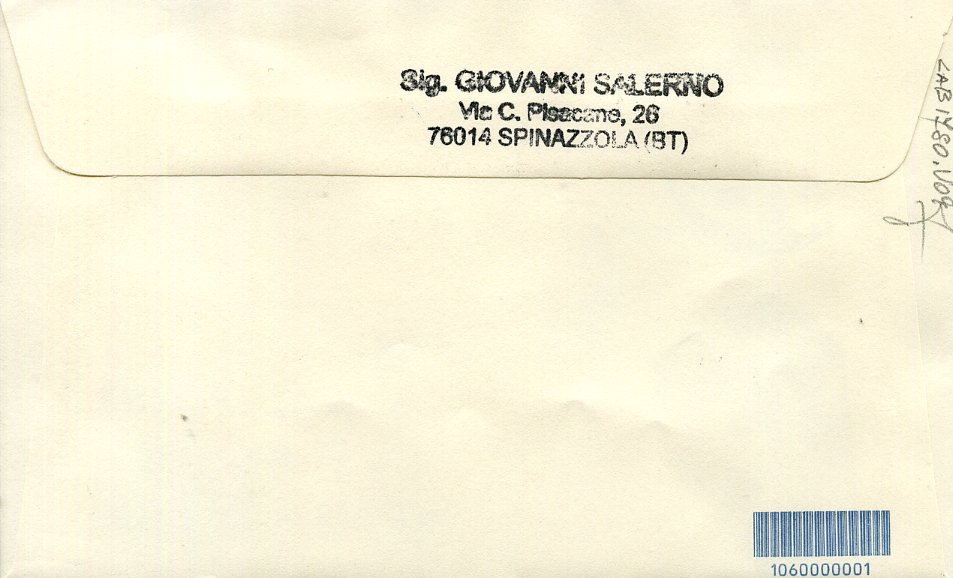 Sig. GIOVANNI SALERNO
Via C. Pisacane, 26
76014 SPINAZZOLA (BT)
1060000001